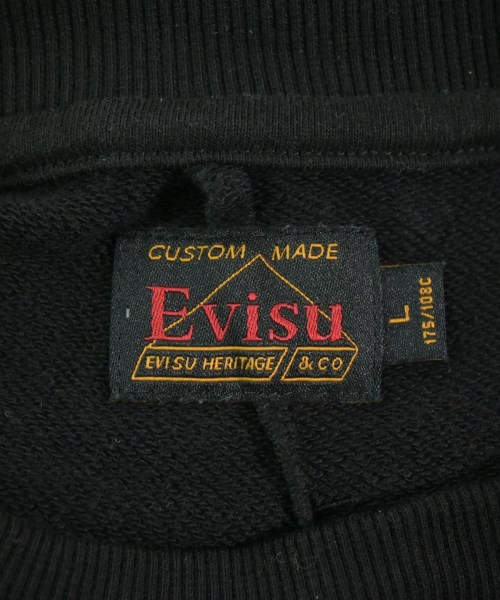 CUSTOM MADE
Evisu
EVISU HERITAGE & CO
L
175/108C